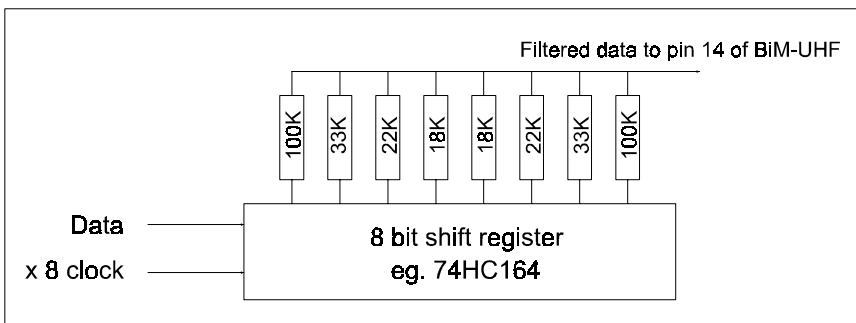 Filtered data to pin 14 of BiM-UHF
100K 33K 22K 18K 18K 22K 33K 100K
Data
8 bit shift register
x 8 clock
eg. 74HC164